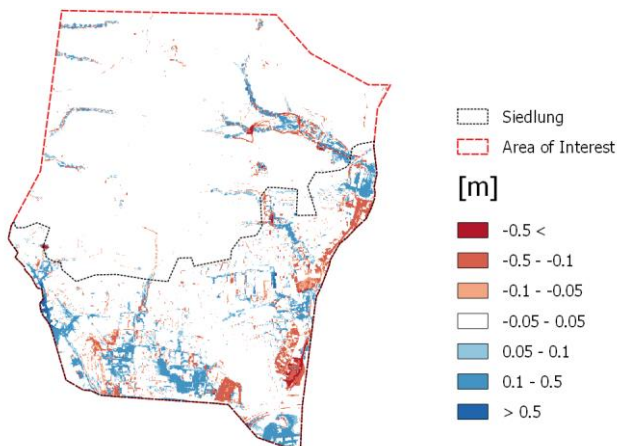 Siedlung
Area of Interest
[m]
-0.5 <
-0.5 - -0.1
-0.1 - -0.05
-0.05 - 0.05
0.05 - 0.1
0.1 - 0.5
> 0.5